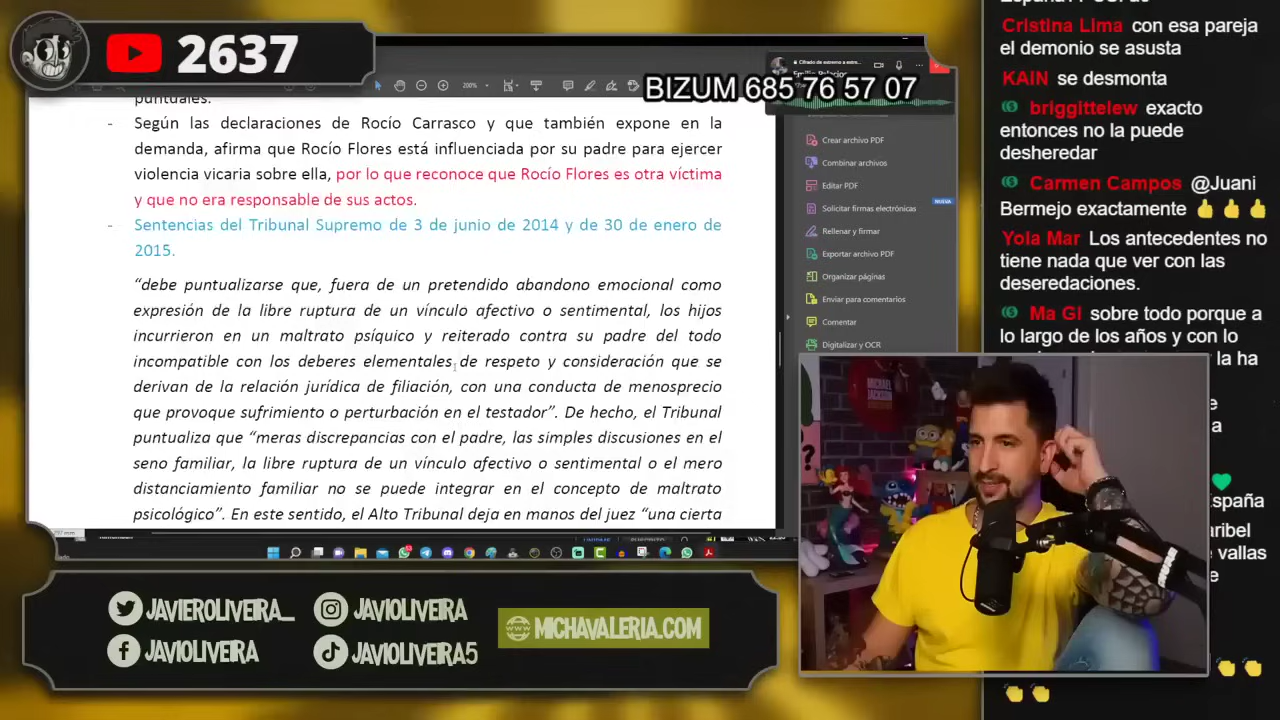 2637
BIZUM 685 76 57 07
puntuales.
- Según las declaraciones de Rocío Carrasco y que también expone en la
demanda, afirma que Rocío Flores está influenciada por su padre para ejercer
violencia vicaria sobre ella, por lo que reconoce que Rocío Flores es otra víctima
y que no era responsable de sus actos.
- Sentencias del Tribunal Supremo de 3 de junio de 2014 y de 30 de enero de
2015.
“debe puntualizarse que, fuera de un pretendido abandono emocional como
expresión de la libre ruptura de un vínculo afectivo o sentimental, los hijos
incurrieron en un maltrato psíquico y reiterado contra su padre del todo
incompatible con los deberes elementales de respeto y consideración que se
derivan de la relación jurídica de filiación, con una conducta de menosprecio
que provoque sufrimiento o perturbación en el testador”. De hecho, el Tribunal
puntualiza que “meras discrepancias con el padre, las simples discusiones en el
seno familiar, la libre ruptura de un vínculo afectivo o sentimental o el mero
distanciamiento familiar no se puede integrar en el concepto de maltrato
psicológico”. En este sentido, el Alto Tribunal deja en manos del juez “una cierta
200%
Crear archivo PDF
Combinar archivos
Editar PDF
Solicitar firmas electrónicas
NUEVA
Rellenar y firmar
Exportar archivo PDF
Organizar páginas
Enviar para comentarios
Comentar
Digitalizar y OCR
Cristina Lima con esa pareja
el demonio se asusta
KAIN se desmonta
briggittelew exacto
entonces no la puede
desheredar
Carmen Campos @Juani
Bermejo exactamente 👍👍👍
Yola Mar Los antecedentes no
tiene nada que ver con las
deseredaciones.
Ma GI sobre todo porque a
lo largo de los años y con lo
la ha
España
vallas
MICHAEL
JACKSON
JAVIEROLIVEIRA_
JAVIOLIVEIRA
JAVIOLIVEIRA
JAVIOLIVEIRA5
MICHAVALERIA.COM